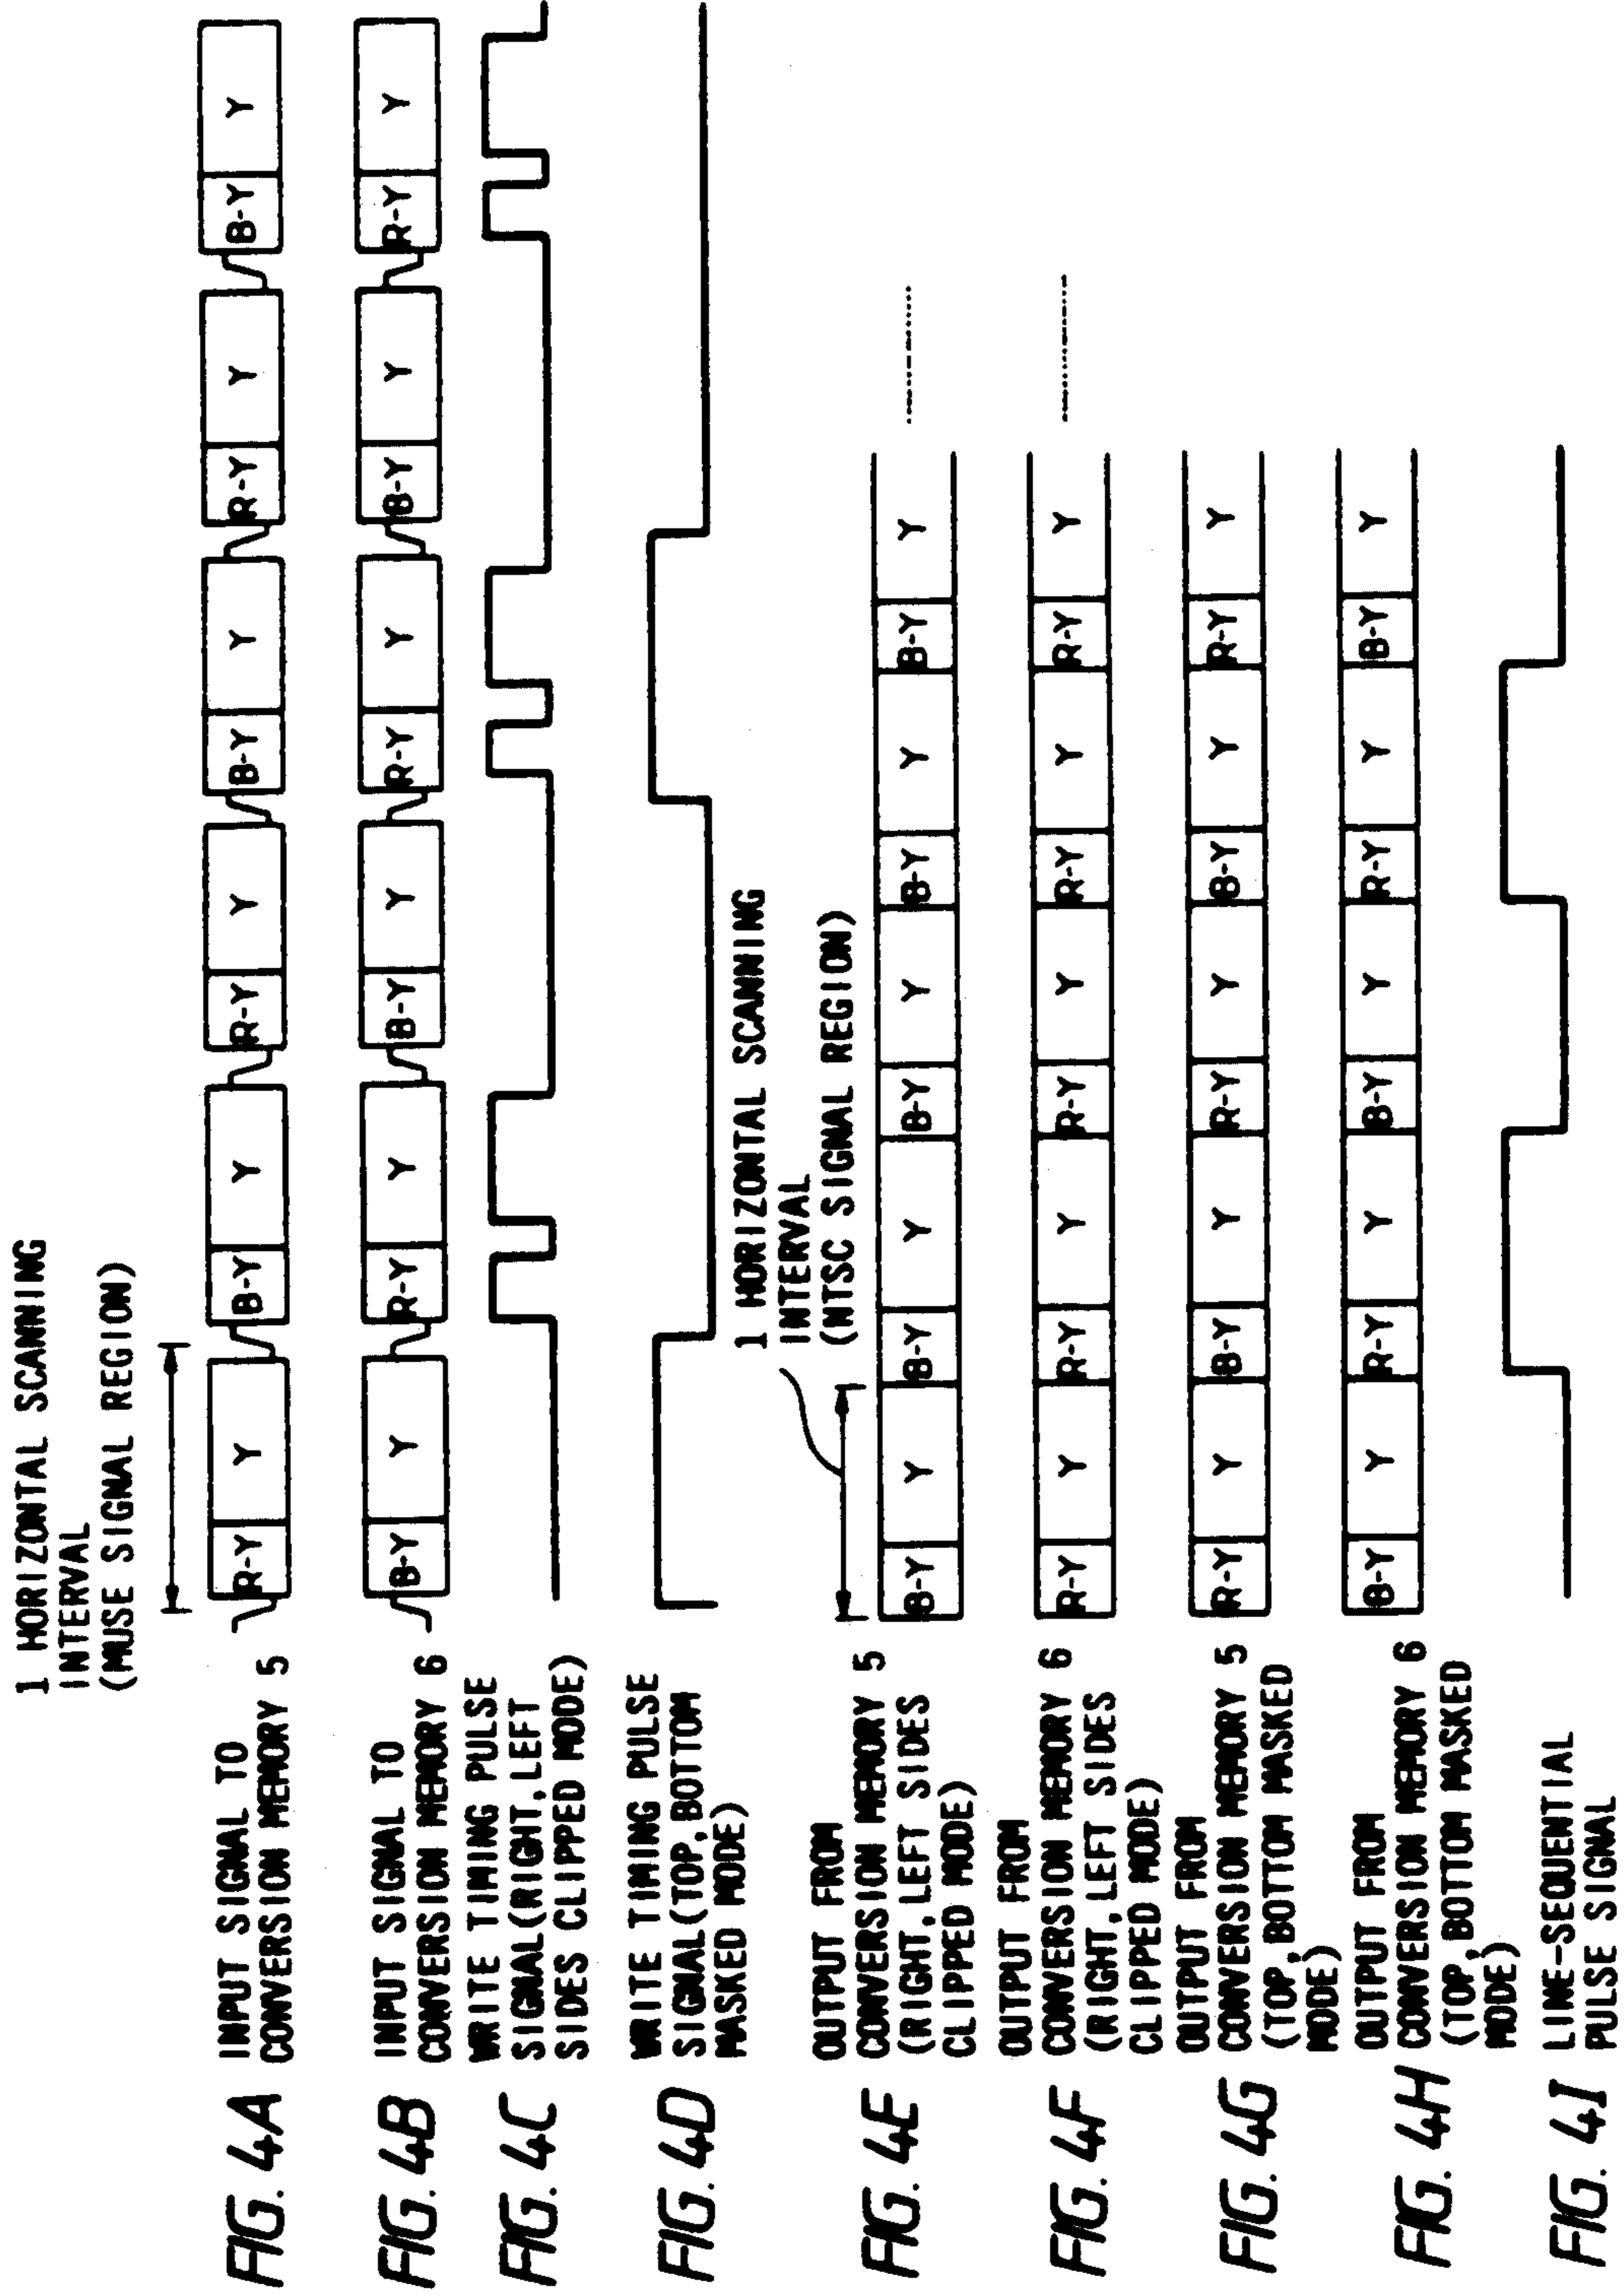 1 HORIZONTAL SCANNING
INTERVAL
(MUSE SIGNAL REGION)
FIG. 4A
INPUT SIGNAL TO
CONVERSION MEMORY 5
R-Y Y B-Y Y R-Y Y B-Y Y R-Y Y B-Y Y
FIG. 4B
INPUT SIGNAL TO
CONVERSION MEMORY 6
B-Y Y R-Y Y B-Y Y R-Y Y B-Y Y R-Y Y
FIG. 4C
WRITE TIMING PULSE
SIGNAL(RIGHT,LEFT
SIDES CLIPPED MODE)
FIG. 4D
WRITE TIMING PULSE
SIGNAL(TOP,BOTTOM
MASKED MODE)
1 HORIZONTAL SCANNING
INTERVAL
(NTSC SIGNAL REGION)
FIG. 4E
OUTPUT FROM
CONVERSION MEMORY 5
(RIGHT,LEFT SIDES
CLIPPED MODE)
B-Y Y B-Y Y B-Y Y B-Y Y B-Y Y
FIG. 4F
OUTPUT FROM
CONVERSION MEMORY 6
(RIGHT,LEFT SIDES
CLIPPED MODE)
R-Y Y R-Y Y R-Y Y R-Y Y R-Y Y
FIG. 4G
OUTPUT FROM
CONVERSION MEMORY 5
(TOP, BOTTOM MASKED
MODE)
R-Y Y B-Y Y R-Y Y B-Y Y R-Y Y
FIG. 4H
OUTPUT FROM
CONVERSION MEMORY 6
(TOP, BOTTOM MASKED
MODE)
B-Y Y R-Y Y B-Y Y R-Y Y B-Y Y
FIG. 4I
LINE-SEQUENTIAL
PULSE SIGNAL